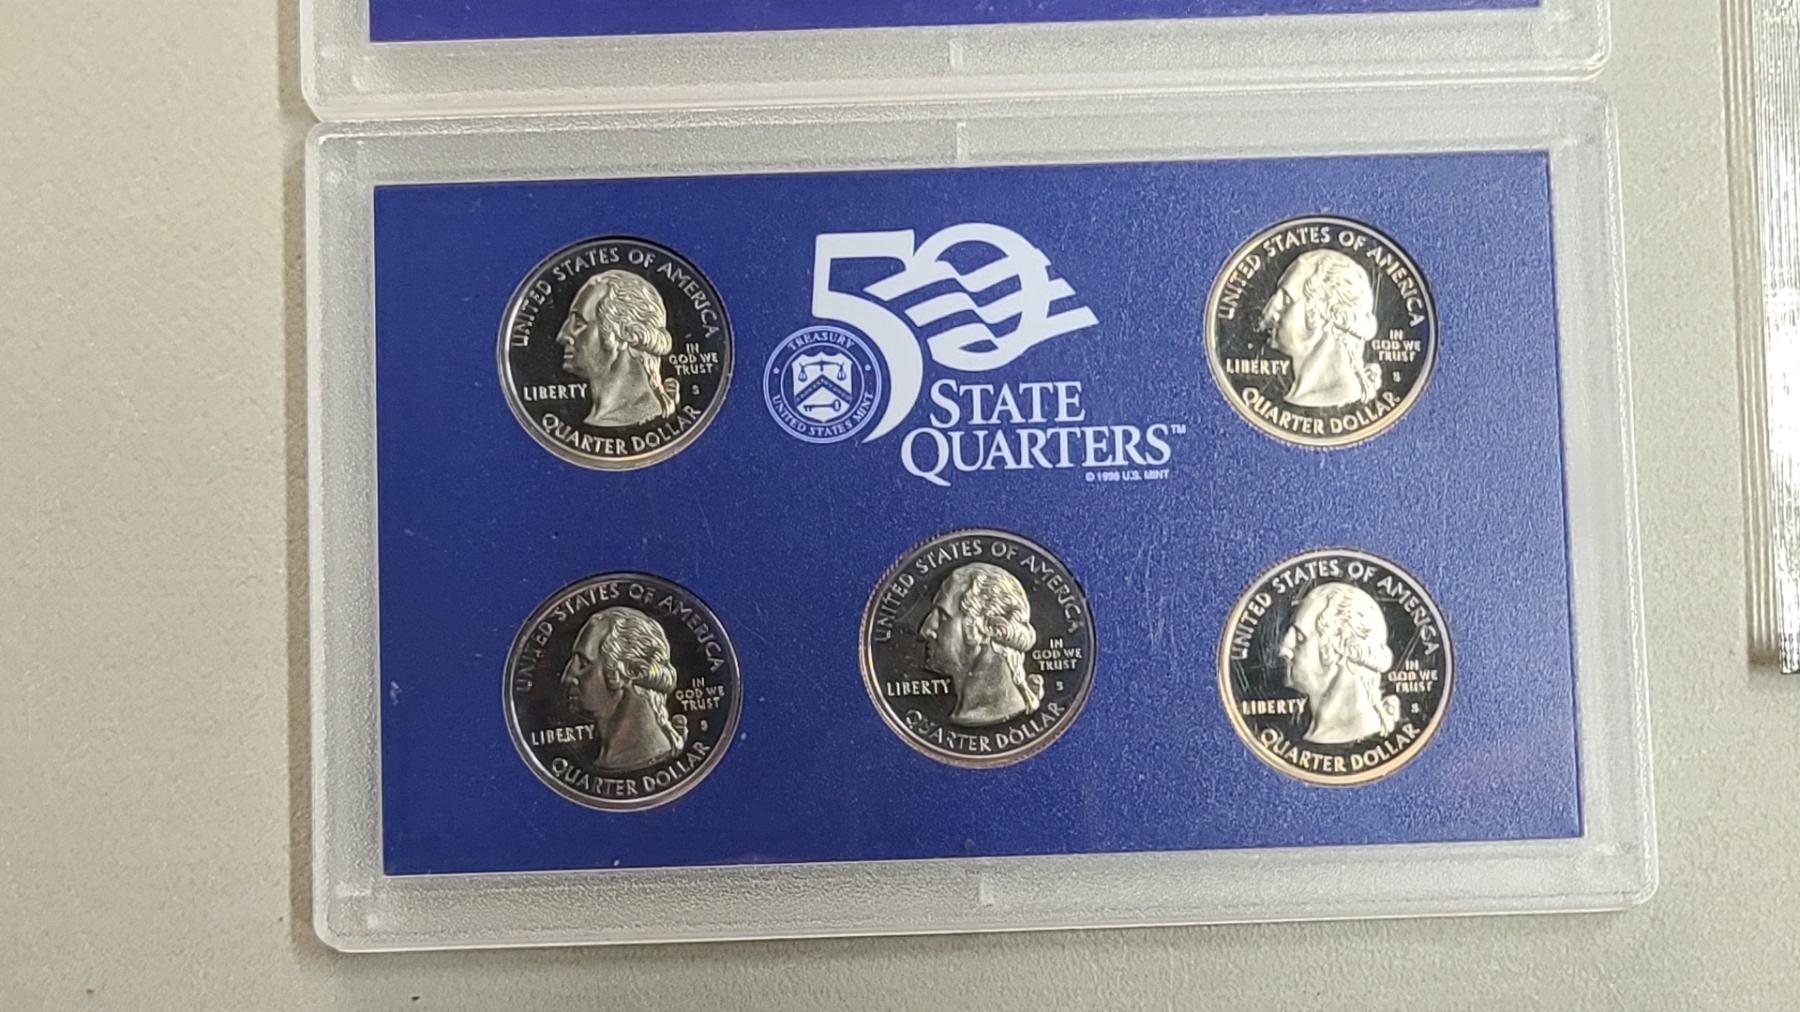 50
STATE
QUARTERS™
© 1998 U.S. MINT
TREASURY
UNITED STATES MINT
UNITED STATES OF AMERICA
IN
GOD WE
TRUST
LIBERTY
S
QUARTER DOLLAR
UNITED STATES OF AMERICA
IN
GOD WE
TRUST
LIBERTY
S
QUARTER DOLLAR
UNITED STATES OF AMERICA
IN
GOD WE
TRUST
LIBERTY
S
QUARTER DOLLAR
UNITED STATES OF AMERICA
IN
GOD WE
TRUST
LIBERTY
S
QUARTER DOLLAR
UNITED STATES OF AMERICA
IN
GOD WE
TRUST
LIBERTY
S
QUARTER DOLLAR